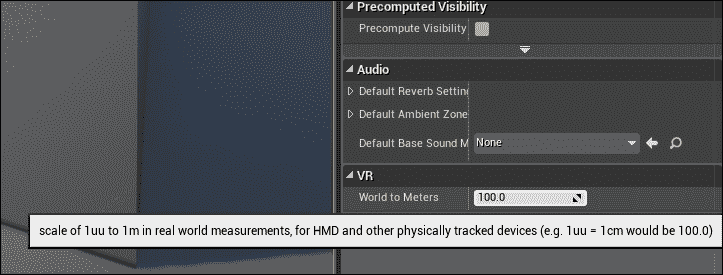 Precomputed Visibility
Precompute Visibility
Audio
Default Reverb Settin
Default Ambient Zone
Default Base Sound M None
VR
World to Meters 100.0
scale of 1uu to 1m in real world measurements, for HMD and other physically tracked devices (e.g. 1uu = 1cm would be 100.0)